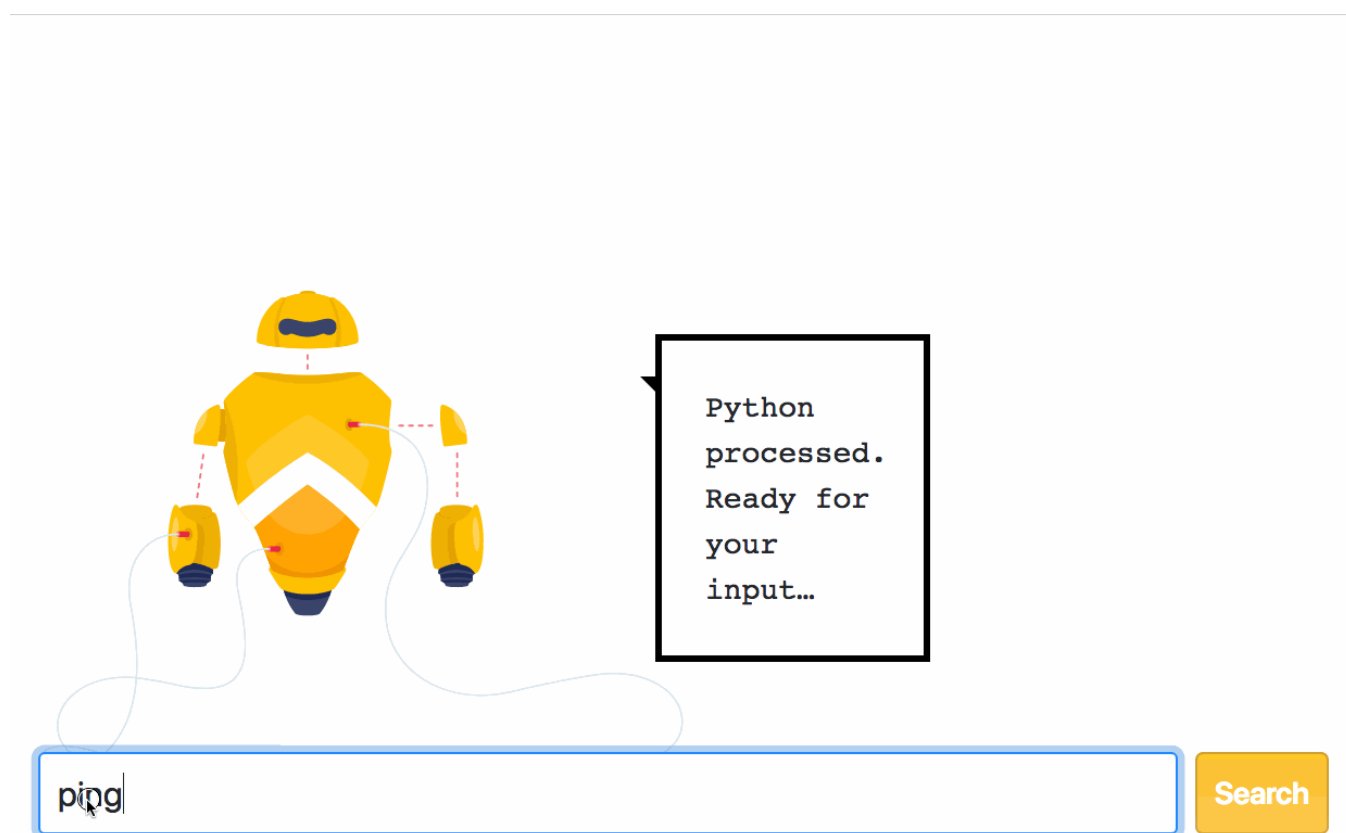 Python
processed.
Ready for
your
input…
ping
Search